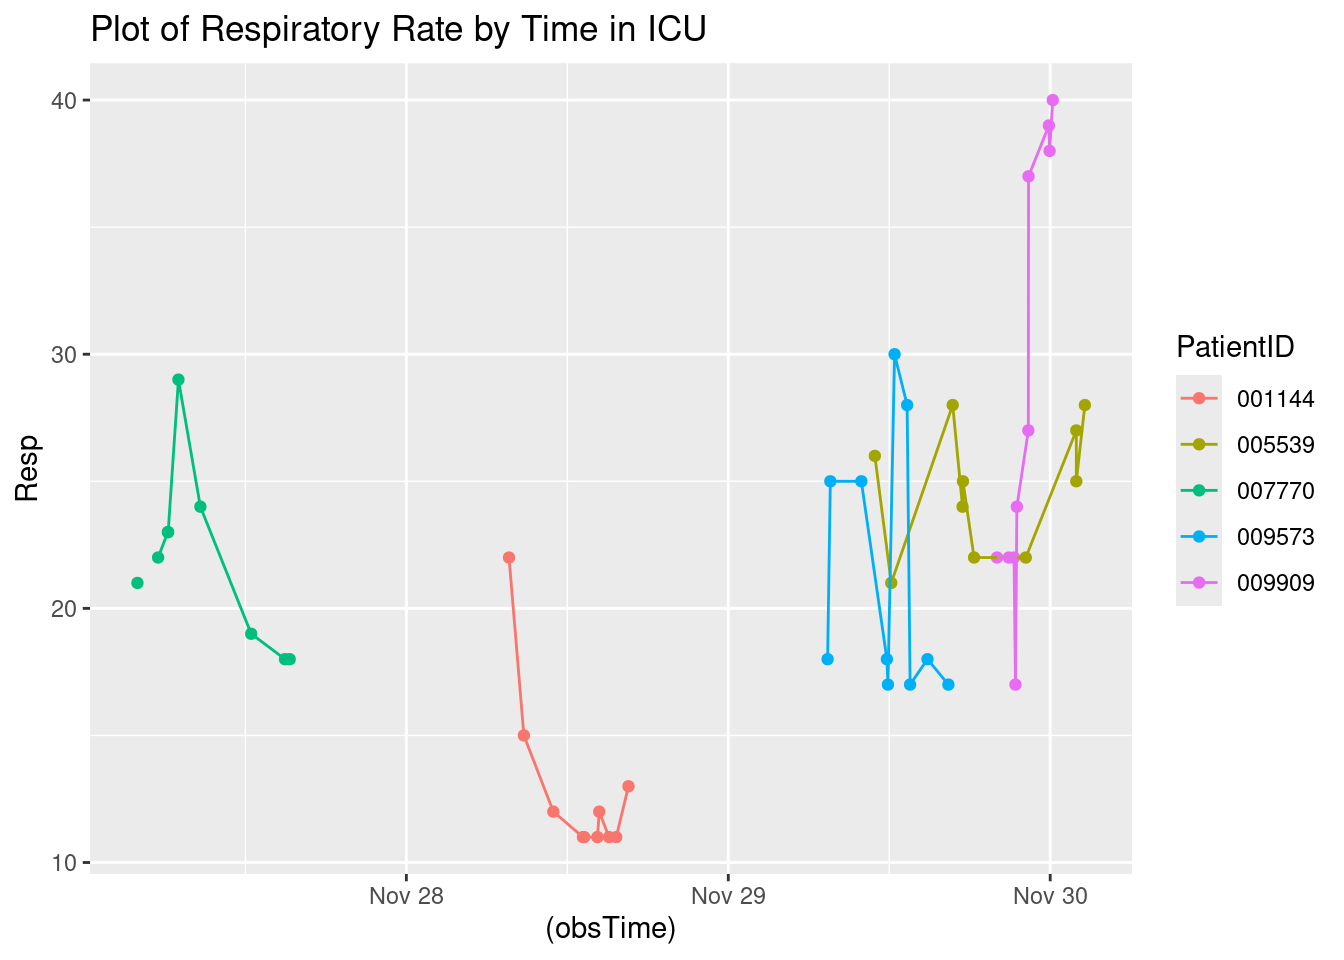 Plot of Respiratory Rate by Time in ICU
40
30
20
10
Resp
Nov 28
Nov 29
Nov 30
(obsTime)
PatientID
001144
005539
007770
009573
009909